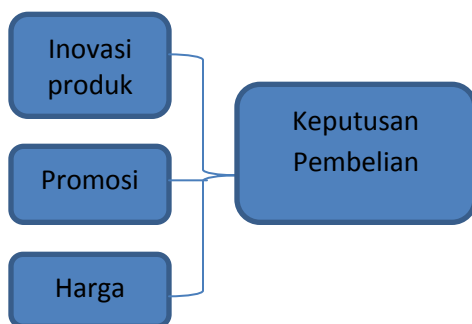 Inovasi
produk
Promosi
Harga
Keputusan
Pembelian